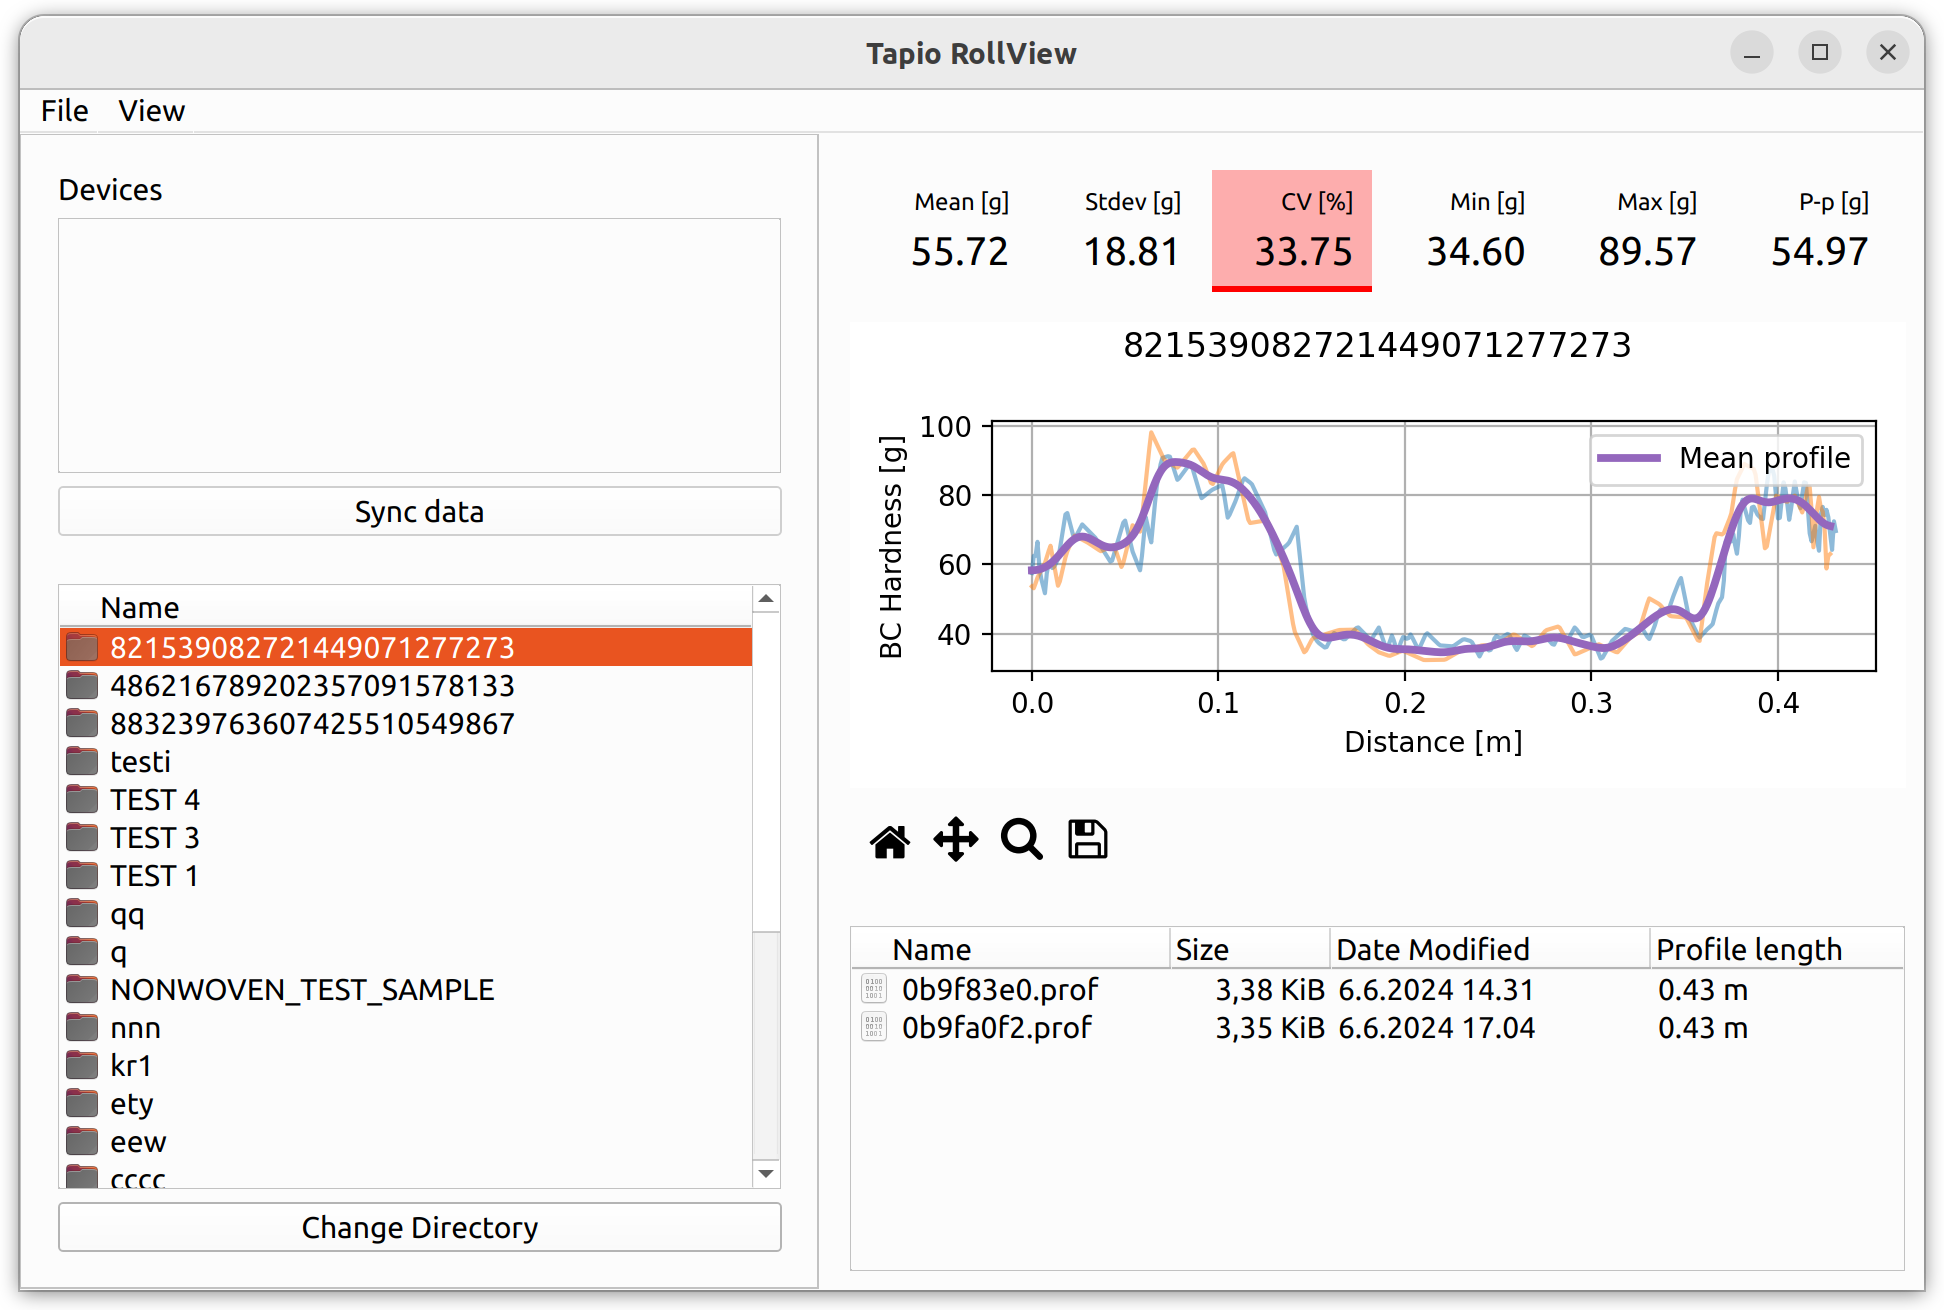 Tapio RollView
File View
Devices
Sync data
Name
821539082721449071277273
486216789202357091578133
883239763607425510549867
testi
TEST 4
TEST 3
TEST 1
qq
q
NONWOVEN_TEST_SAMPLE
nnn
kr1
ety
eew
cccc
Change Directory
Mean [g] Stdev [g] CV [%] Min [g] Max [g] P-p [g]
55.72 18.81 33.75 34.60 89.57 54.97
821539082721449071277273
BC Hardness [g]
100
80
60
40
Mean profile
0.0 0.1 0.2 0.3 0.4
Distance [m]
Name Size Date Modified Profile length
0b9f83e0.prof 3,38 KiB 6.6.2024 14.31 0.43 m
0b9fa0f2.prof 3,35 KiB 6.6.2024 17.04 0.43 m